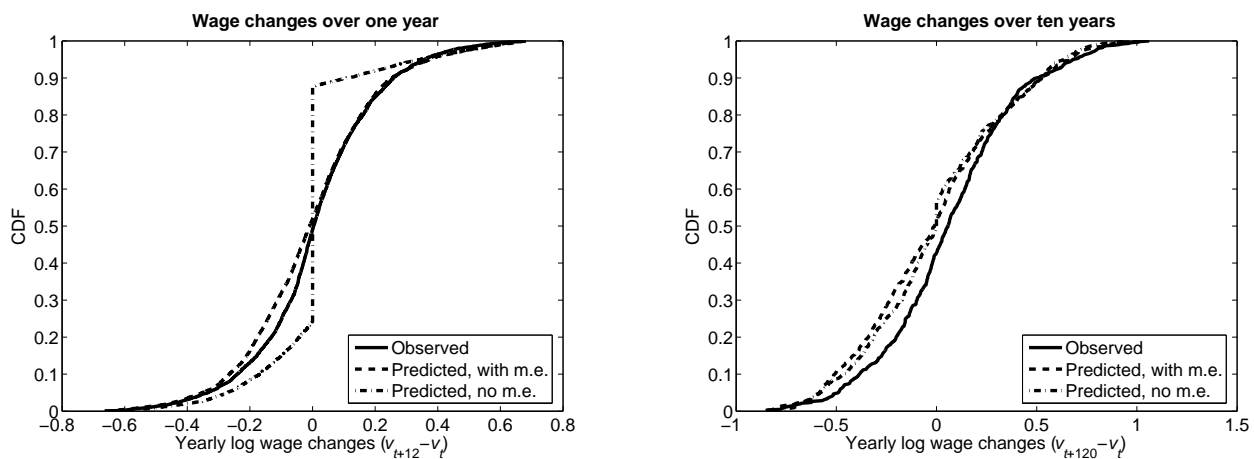 Wage changes over one year
1
0.9
0.8
0.7
0.6
0.5
0.4
0.3
0.2
0.1
0
CDF
Observed
Predicted, with m.e.
Predicted, no m.e.
−0.8 −0.6 −0.4 −0.2 0 0.2 0.4 0.6 0.8
Yearly log wage changes (v_{t+12}−v_t)
Wage changes over ten years
1
0.9
0.8
0.7
0.6
0.5
0.4
0.3
0.2
0.1
0
CDF
Observed
Predicted, with m.e.
Predicted, no m.e.
−1 −0.5 0 0.5 1 1.5
Yearly log wage changes (v_{t+120}−v_t)